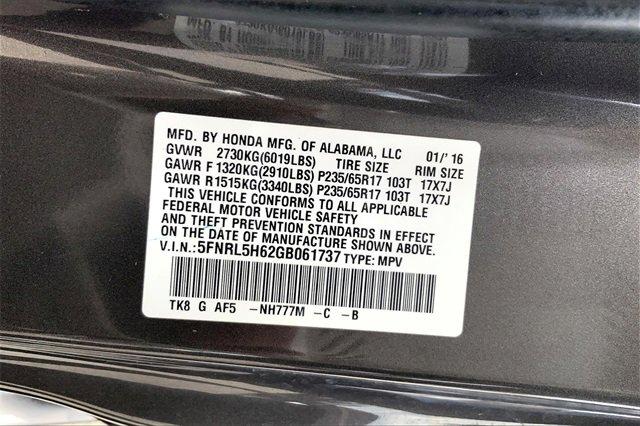 MFD. BY HONDA MFG. OF ALABAMA, LLC 01/'16
GVWR 2730KG(6019LBS) TIRE SIZE RIM SIZE
GAWR F 1320KG(2910LBS) P235/65R17 103T 17X7J
GAWR R1515KG(3340LBS) P235/65R17 103T 17X7J
THIS VEHICLE CONFORMS TO ALL APPLICABLE
FEDERAL MOTOR VEHICLE SAFETY
AND THEFT PREVENTION STANDARDS IN EFFECT
ON THE DATE OF MANUFACTURE SHOWN ABOVE.
V.I.N.:5FNRL5H62GB061737 TYPE: MPV
TK8 G AF5 -NH777M -C -B